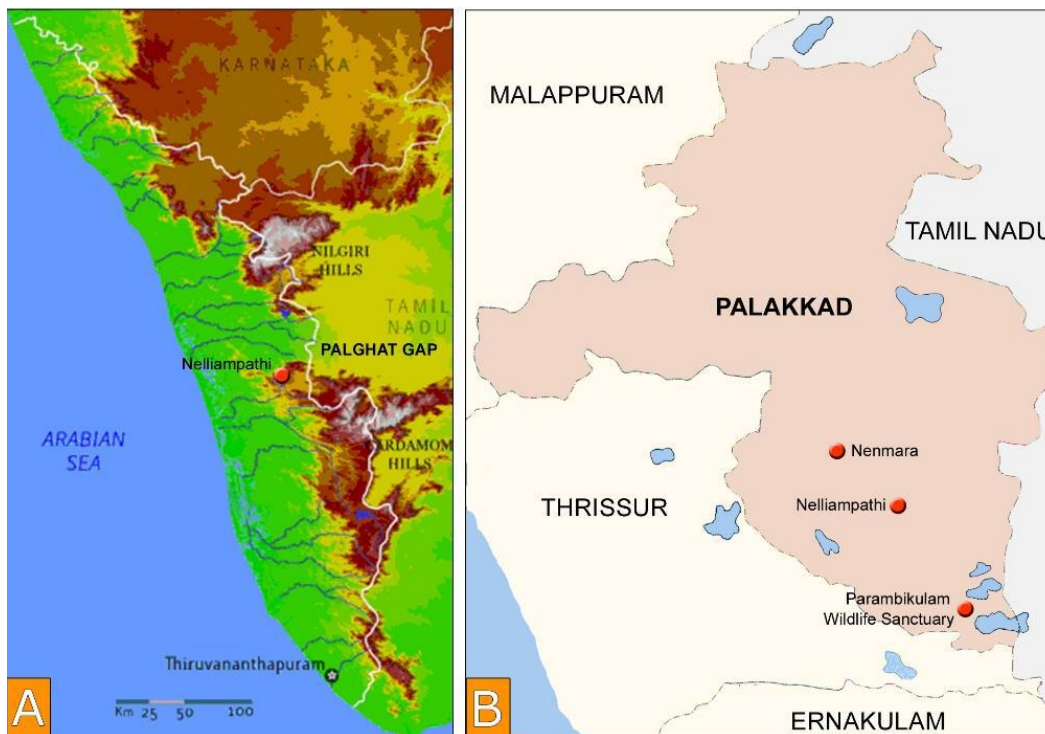 KARNATAKA
NILGIRI
HILLS
TAMIL
NADU
PALGHAT GAP
Nelliampathi
ARABIAN
SEA
ARDAMOM
HILLS
Thiruvananthapuram
Km 25 50 100
A
MALAPPURAM
TAMIL NADU
PALAKKAD
Nenmara
Nelliampathi
THRISSUR
Parambikulam
Wildlife Sanctuary
ERNAKULAM
B